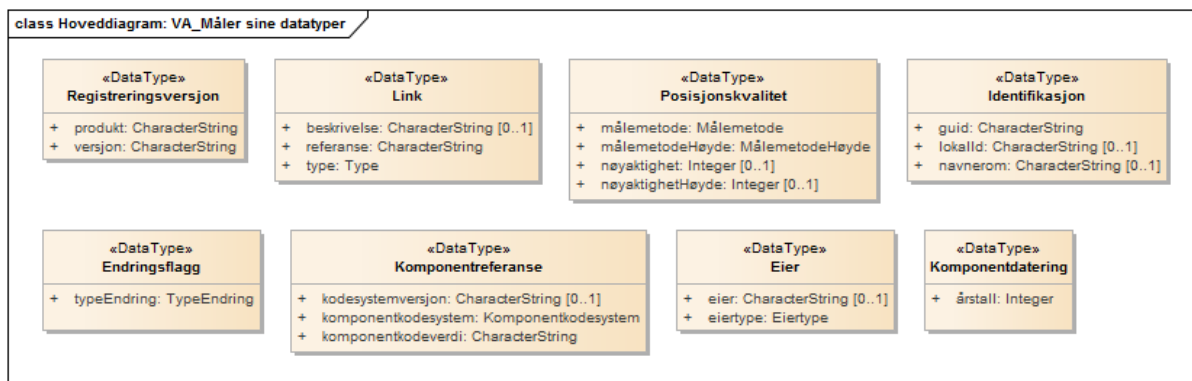 class Hoveddiagram: VA_Måler sine datatyper
«DataType»
Registreringsversjon
+ produkt: CharacterString
+ versjon: CharacterString
«DataType»
Link
+ beskrivelse: CharacterString [0..1]
+ referanse: CharacterString
+ type: Type
«DataType»
Posisjonskvalitet
+ målemetode: Målemetode
+ målemetodeHøyde: MålemetodeHøyde
+ nøyaktighet: Integer [0..1]
+ nøyaktighetHøyde: Integer [0..1]
«DataType»
Identifikasjon
+ guid: CharacterString
+ lokalId: CharacterString [0..1]
+ navnerom: CharacterString [0..1]
«DataType»
Endringsflagg
+ typeEndring: TypeEndring
«DataType»
Komponentreferanse
+ kodesystemversjon: CharacterString [0..1]
+ komponentkodesystem: Komponentkodesystem
+ komponentkodeverdi: CharacterString
«DataType»
Eier
+ eier: CharacterString [0..1]
+ eiertype: Eiertype
«DataType»
Komponentdatering
+ årstall: Integer